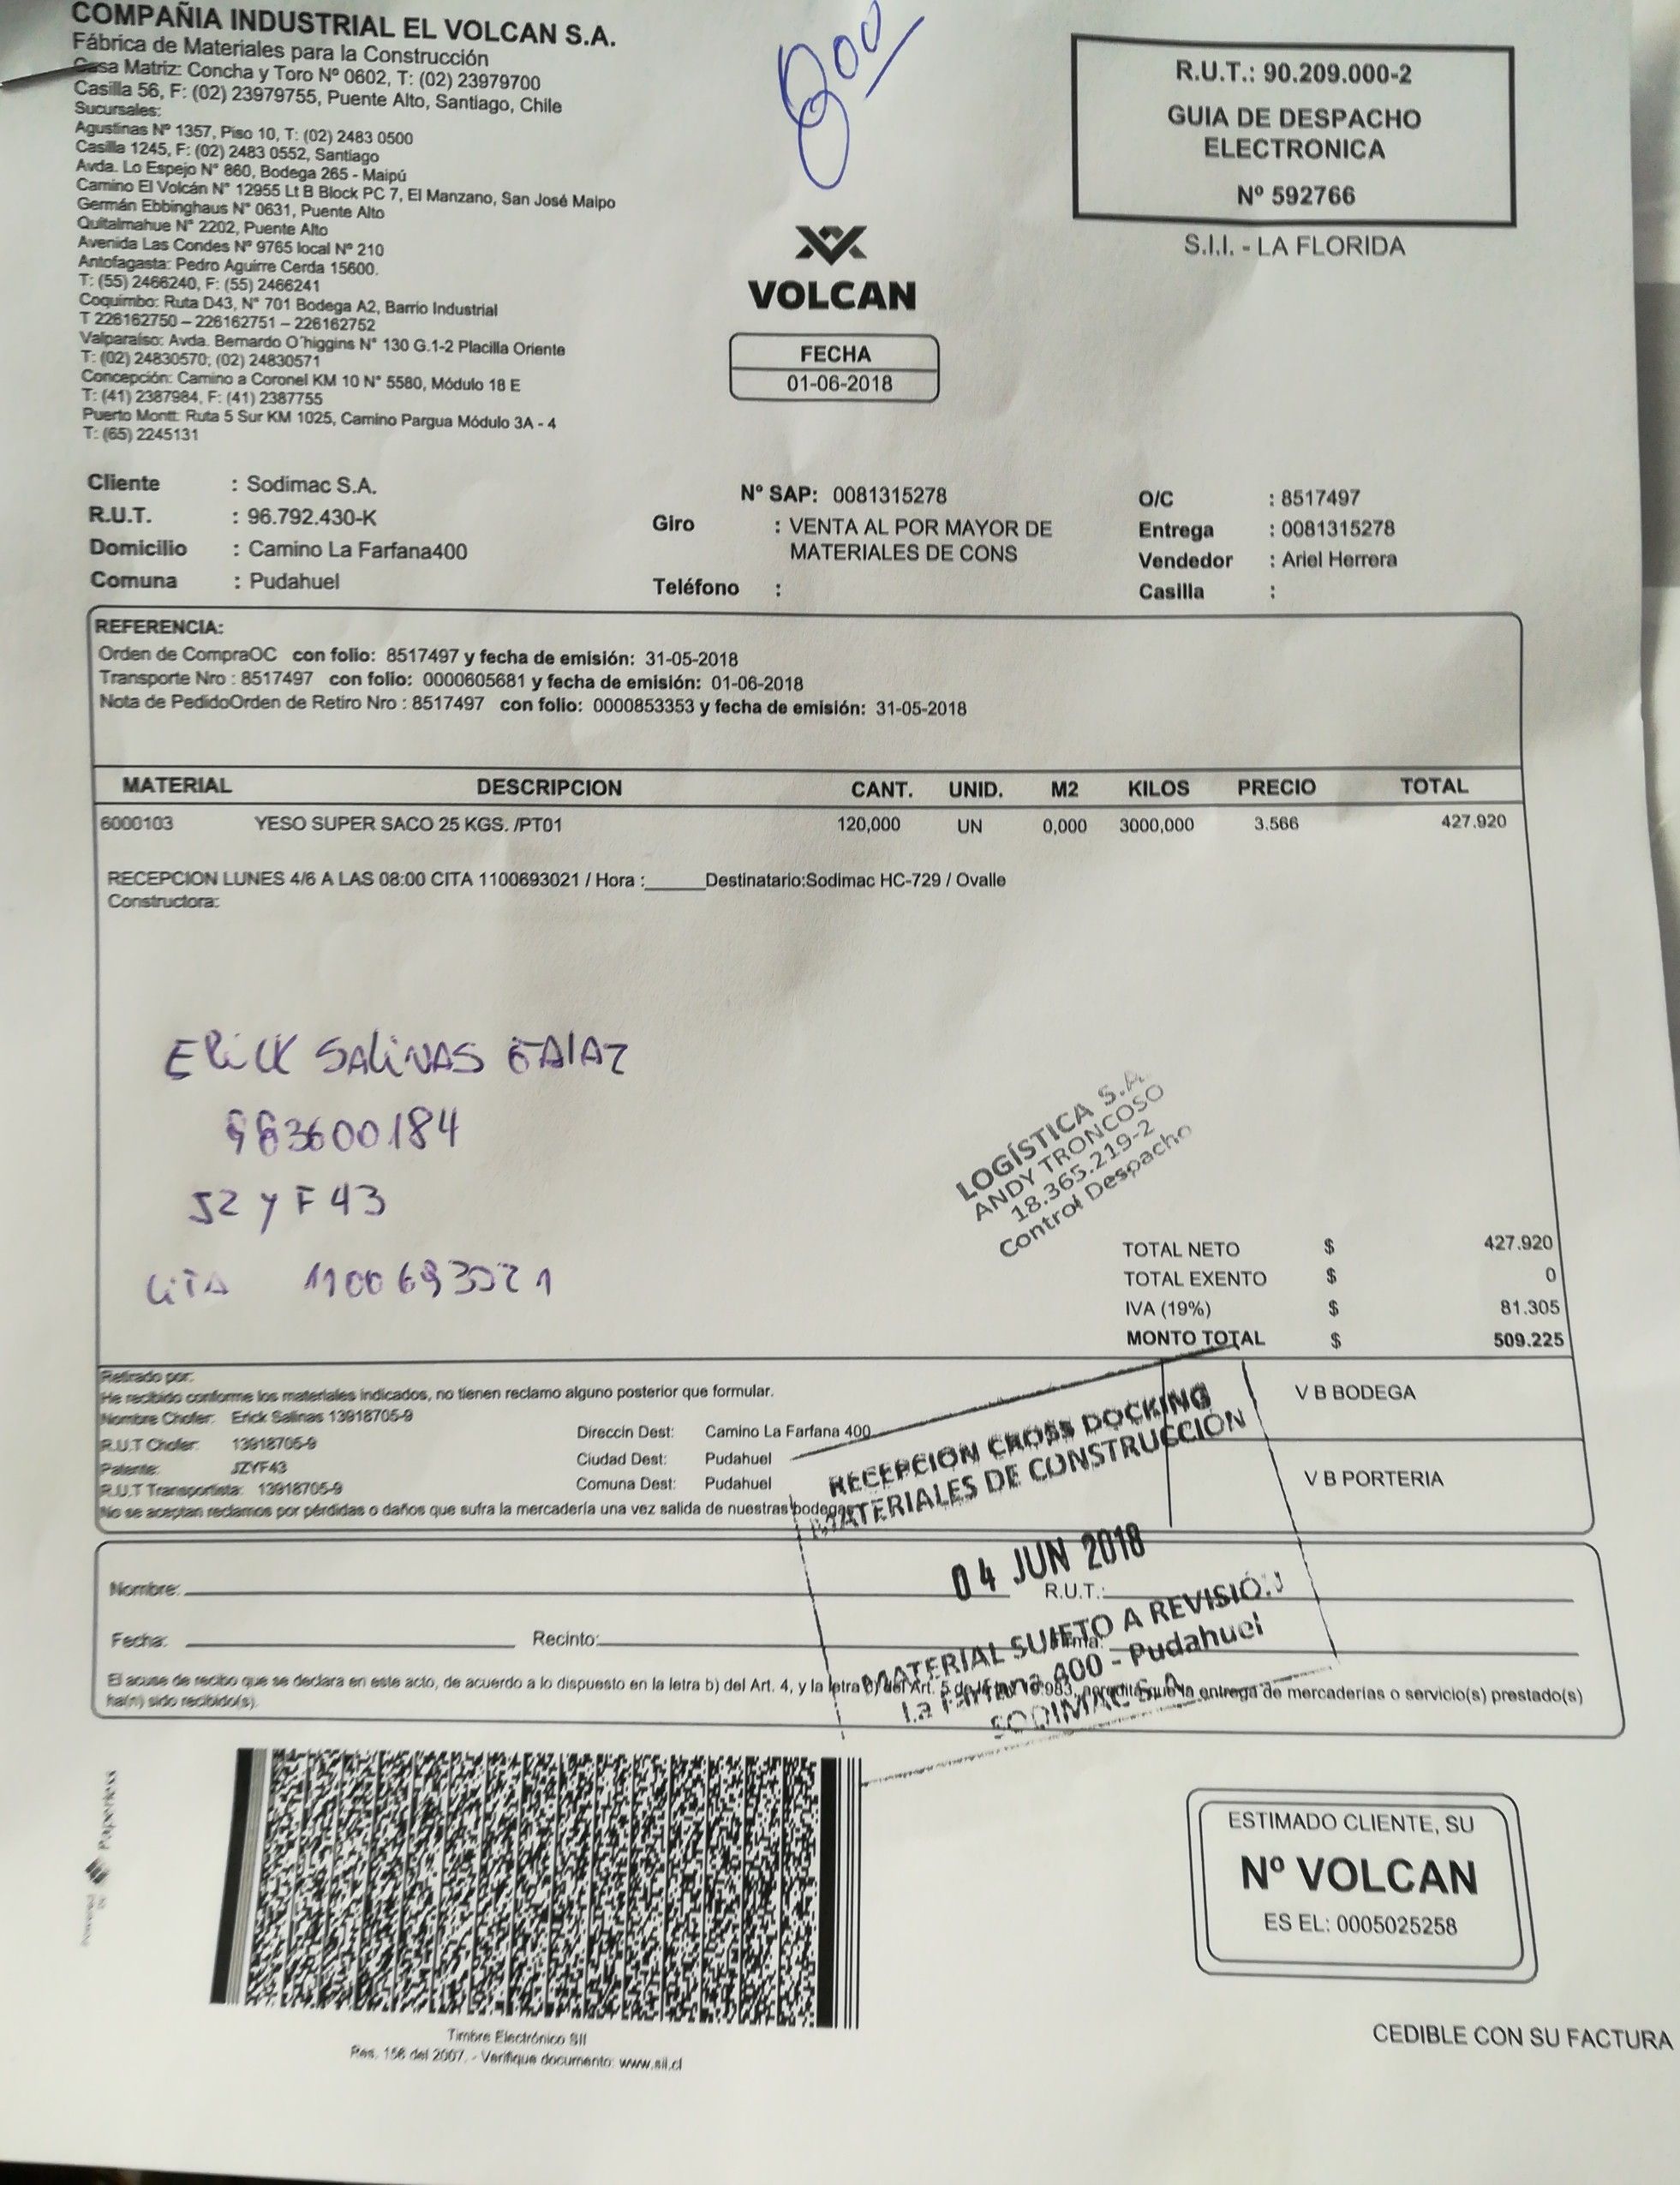 COMPAÑIA INDUSTRIAL EL VOLCAN S.A.
Fábrica de Materiales para la Construcción
Casa Matriz: Concha y Toro Nº 0602, T: (02) 23979700
Casilla 56, F: (02) 23979755, Puente Alto, Santiago, Chile
Sucursales:
Agustinas Nº 1357, Piso 10, T: (02) 2483 0500
Casilla 1245, F: (02) 2483 0552, Santiago
Avda. Lo Espejo N° 860, Bodega 265 - Maipú
Camino El Volcán N° 12955 Lt B Block PC 7, El Manzano, San José Maipo
Germán Ebbinghaus N° 0631, Puente Alto
Quitalmahue N° 2202, Puente Alto
Avenida Las Condes Nº 9765 local Nº 210
Antofagasta: Pedro Aguirre Cerda 15600.
T: (55) 2466240, F: (55) 2466241
Coquimbo: Ruta D43, N° 701 Bodega A2, Barrio Industrial
T 226162750 – 226162751 – 226162752
Valparaíso: Avda. Bernardo O´higgins N° 130 G.1-2 Placilla Oriente
T: (02) 24830570; (02) 24830571
Concepción: Camino a Coronel KM 10 N° 5580, Módulo 18 E
T: (41) 2387984, F: (41) 2387755
Puerto Montt: Ruta 5 Sur KM 1025, Camino Pargua Módulo 3A - 4
T: (65) 2245131
VOLCAN
FECHA
01-06-2018
R.U.T.: 90.209.000-2
GUIA DE DESPACHO
ELECTRONICA
Nº 592766
S.I.I. - LA FLORIDA
Cliente : Sodimac S.A.
R.U.T. : 96.792.430-K
Domicilio : Camino La Farfana400
Comuna : Pudahuel
Nº SAP: 0081315278
Giro : VENTA AL POR MAYOR DE
MATERIALES DE CONS
Teléfono :
O/C : 8517497
Entrega : 0081315278
Vendedor : Ariel Herrera
Casilla :
REFERENCIA:
Orden de CompraOC con folio: 8517497 y fecha de emisión: 31-05-2018
Transporte Nro : 8517497 con folio: 0000605681 y fecha de emisión: 01-06-2018
Nota de PedidoOrden de Retiro Nro : 8517497 con folio: 0000853353 y fecha de emisión: 31-05-2018
MATERIAL DESCRIPCION CANT. UNID. M2 KILOS PRECIO TOTAL
6000103 YESO SUPER SACO 25 KGS. /PT01 120,000 UN 0,000 3000,000 3.566 427.920
RECEPCION LUNES 4/6 A LAS 08:00 CITA 1100693021 / Hora :______Destinatario:Sodimac HC-729 / Ovalle
Constructora:
ERICK SALINAS
983600184
JZYF43
CITA 1100693021
LOGÍSTICA S.A.
ANDY TRONCOSO
18.365.219-2
Control Despacho
TOTAL NETO $ 427.920
TOTAL EXENTO $ 0
IVA (19%) $ 81.305
MONTO TOTAL $ 509.225
Retirado por:
He recibido conforme los materiales indicados, no tienen reclamo alguno posterior que formular.
Nombre Chofer: Erick Salinas 13918705-9
R.U.T Chofer: 13918705-9
Patente: JZYF43
R.U.T Transportista: 13918705-9
Direccin Dest: Camino La Farfana 400
Ciudad Dest: Pudahuel
Comuna Dest: Pudahuel
No se aceptan reclamos por pérdidas o daños que sufra la mercadería una vez salida de nuestras bodegas
V B BODEGA
V B PORTERIA
RECEPCION CROSS DOCKING
MATERIALES DE CONSTRUCCIÓN
04 JUN 2018
MATERIAL SUJETO A REVISIÓN
La Farfana 400 - Pudahuel
SODIMAC S.A.
Nombre: R.U.T.:
Fecha: Recinto: Firma:
El acuse de recibo que se declara en este acto, de acuerdo a lo dispuesto en la letra b) del Art. 4, y la letra c) del Art. 5 de la Ley 19.983, acredita que la entrega de mercaderías o servicio(s) prestado(s)
ha(n) sido recibido(s).
Paperless
Timbre Electrónico SII
Res. 156 del 2007. - Verifique documento: www.sii.cl
ESTIMADO CLIENTE, SU
Nº VOLCAN
ES EL: 0005025258
CEDIBLE CON SU FACTURA